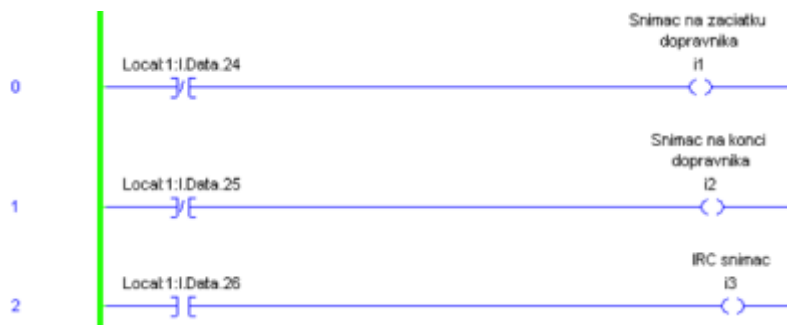 Snimac na zaciatku
dopravnika
Local:1:I.Data.24
i1
0
Snimac na konci
dopravnika
Local:1:I.Data.25
i2
1
IRC snimac
Local:1:I.Data.26
i3
2